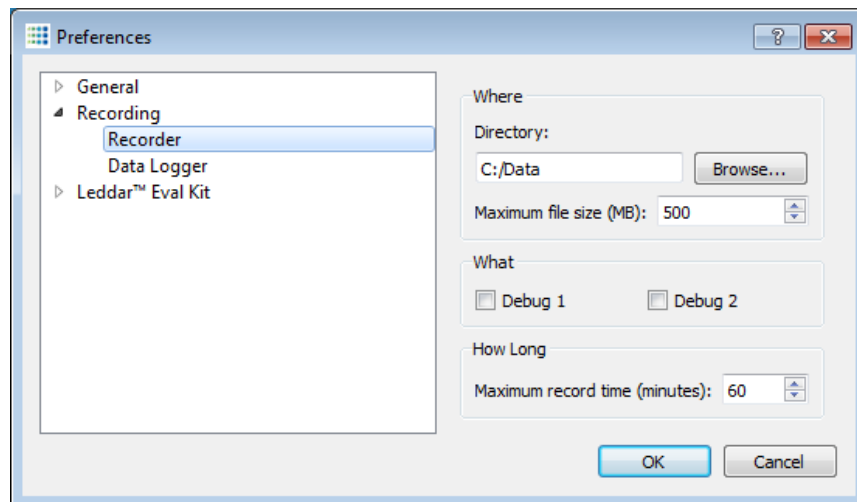 Preferences
General
Recording
Recorder
Data Logger
Leddar™ Eval Kit
Where
Directory:
C:/Data Browse...
Maximum file size (MB): 500
What
Debug 1 Debug 2
How Long
Maximum record time (minutes): 60
OK Cancel